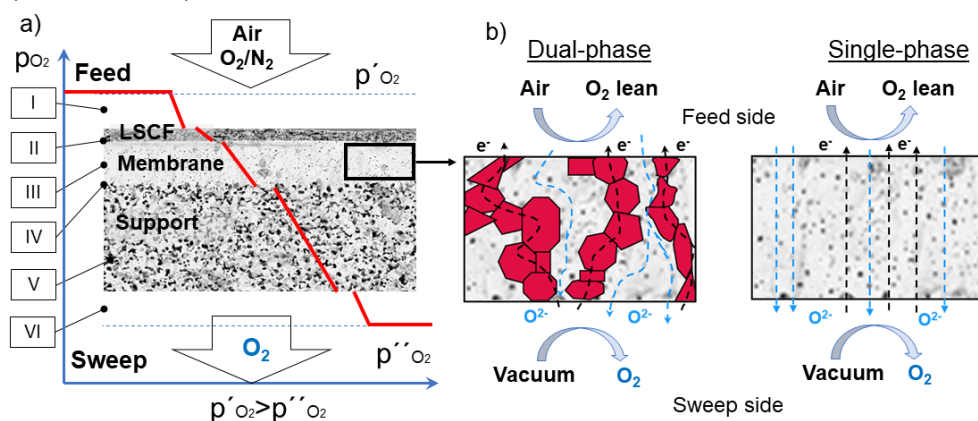 a)
Air
O₂/N₂
pO₂
Feed
p´O₂
I
LSCF
II
Membrane
III
IV
Support
V
VI
O₂
Sweep
p´´O₂
p´O₂>p´´O₂
b)
Dual-phase
Single-phase
Air
O₂ lean
Air
O₂ lean
Feed side
e⁻
e⁻
e⁻
e⁻
e⁻
O²⁻
O²⁻
O²⁻
O²⁻
Vacuum
O₂
Vacuum
O₂
Sweep side